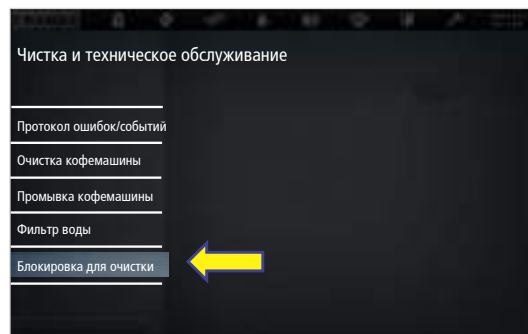 Чистка и техническое обслуживание
Протокол ошибок/событий
Очистка кофемашины
Промывка кофемашины
Фильтр воды
Блокировка для очистки